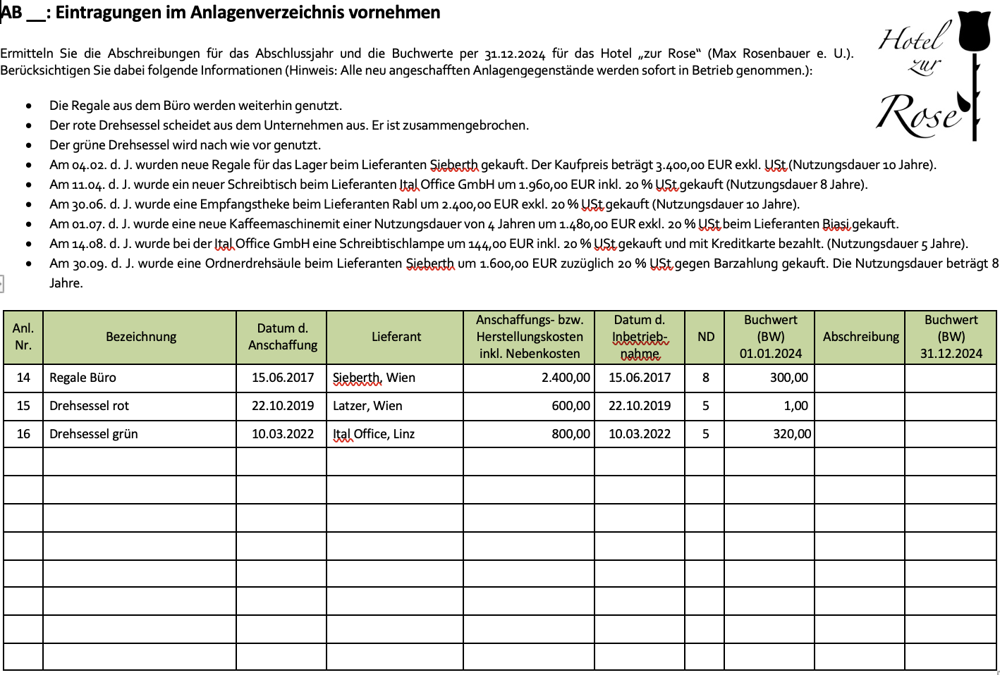 AB __: Eintragungen im Anlagenverzeichnis vornehmen
Hotel
zur
Rose
Ermitteln Sie die Abschreibungen für das Abschlussjahr und die Buchwerte per 31.12.2024 für das Hotel „zur Rose“ (Max Rosenbauer e. U.).
Berücksichtigen Sie dabei folgende Informationen (Hinweis: Alle neu angeschafften Anlagengegenstände werden sofort in Betrieb genommen.):
• Die Regale aus dem Büro werden weiterhin genutzt.
• Der rote Drehsessel scheidet aus dem Unternehmen aus. Er ist zusammengebrochen.
• Der grüne Drehsessel wird nach wie vor genutzt.
• Am 04.02. d. J. wurden neue Regale für das Lager beim Lieferanten Sieberth gekauft. Der Kaufpreis beträgt 3.400,00 EUR exkl. USt (Nutzungsdauer 10 Jahre).
• Am 11.04. d. J. wurde ein neuer Schreibtisch beim Lieferanten Ital Office GmbH um 1.960,00 EUR inkl. 20 % USt gekauft (Nutzungsdauer 8 Jahre).
• Am 30.06. d. J. wurde eine Empfangstheke beim Lieferanten Rabl um 2.400,00 EUR exkl. 20 % USt gekauft (Nutzungsdauer 10 Jahre).
• Am 01.07. d. J. wurde eine neue Kaffeemaschinemit einer Nutzungsdauer von 4 Jahren um 1.480,00 EUR exkl. 20 % USt beim Lieferanten Biasi gekauft.
• Am 14.08. d. J. wurde bei der Ital Office GmbH eine Schreibtischlampe um 144,00 EUR inkl. 20 % USt gekauft und mit Kreditkarte bezahlt. (Nutzungsdauer 5 Jahre).
• Am 30.09. d. J. wurde eine Ordnerdrehsäule beim Lieferanten Sieberth um 1.600,00 EUR zuzüglich 20 % USt gegen Barzahlung gekauft. Die Nutzungsdauer beträgt 8
Jahre.
Anl.
Nr.
Bezeichnung
Datum d.
Anschaffung
Lieferant
Anschaffungs- bzw.
Herstellungskosten
inkl. Nebenkosten
Datum d.
Inbetrieb-
nahme
ND
Buchwert
(BW)
01.01.2024
Abschreibung
Buchwert
(BW)
31.12.2024
14 Regale Büro 15.06.2017 Sieberth, Wien 2.400,00 15.06.2017 8 300,00
15 Drehsessel rot 22.10.2019 Latzer, Wien 600,00 22.10.2019 5 1,00
16 Drehsessel grün 10.03.2022 Ital Office, Linz 800,00 10.03.2022 5 320,00